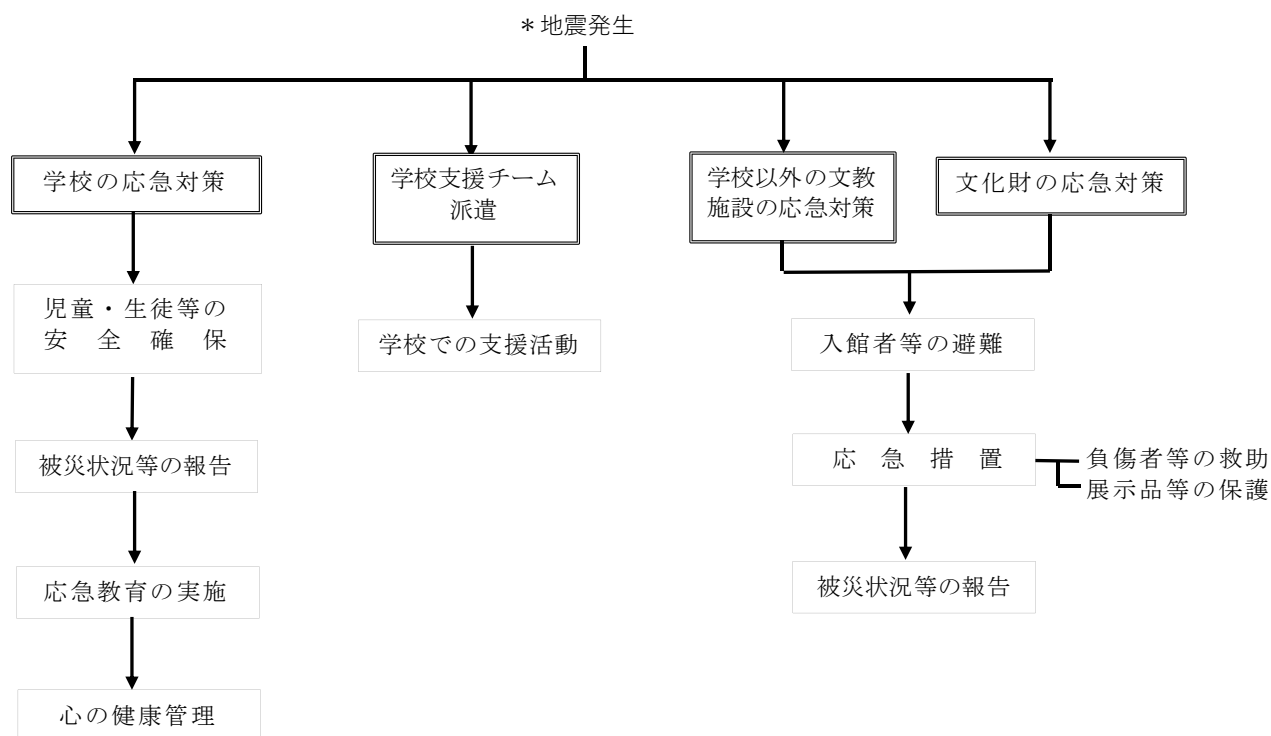 ＊地震発生
学校の応急対策
学校支援チーム
派遣
学校以外の文教
施設の応急対策
文化財の応急対策
児童・生徒等の
安全確保
学校での支援活動
入館者等の避難
被災状況等の報告
応急措置
負傷者等の救助
展示品等の保護
応急教育の実施
被災状況等の報告
心の健康管理